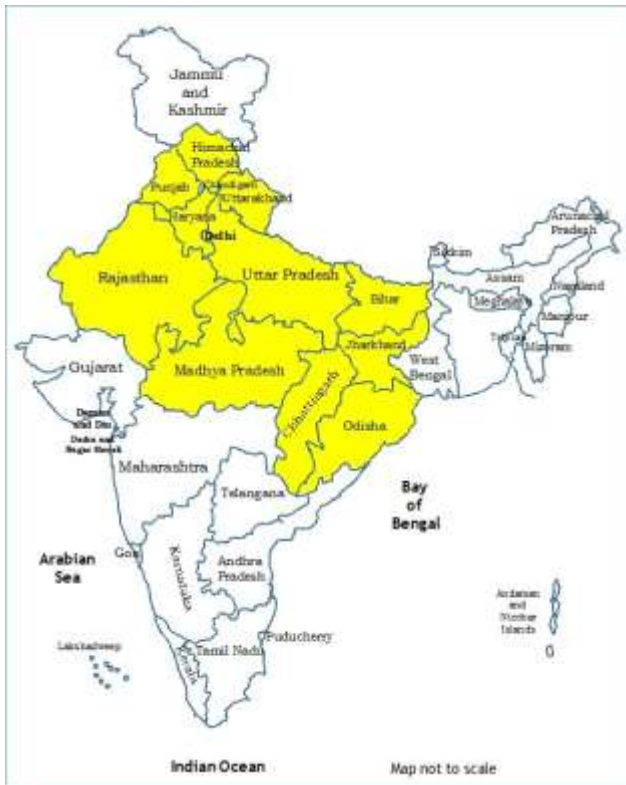 Jammu
and
Kashmir
Himachal
Pradesh
Punjab
Chandigarh
Uttarakhand
Haryana
Delhi
Arunachal
Pradesh
Rajasthan
Uttar Pradesh
Sikkim
Assam
Nagaland
Bihar
Meghalaya
Manipur
Tripura
Mizoram
Jharkhand
Gujarat
Madhya Pradesh
West
Bengal
Chhattisgarh
Daman
and Diu
Dadra and
Nagar Haveli
Odisha
Maharashtra
Telangana
Bay
of
Bengal
Goa
Arabian
Sea
Karnataka
Andhra
Pradesh
Andaman
and
Nicobar
Islands
Puducherry
Lakshadweep
Kerala
Tamil Nadu
Indian Ocean
Map not to scale